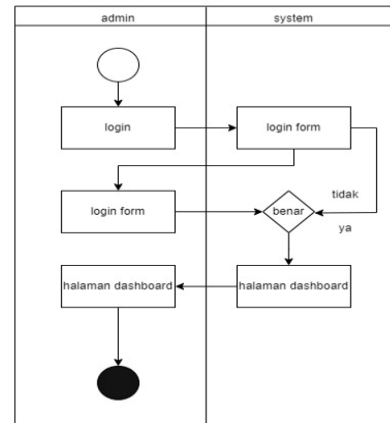 admin
system
login
login form
login form
benar
tidak
ya
halaman dashboard
halaman dashboard